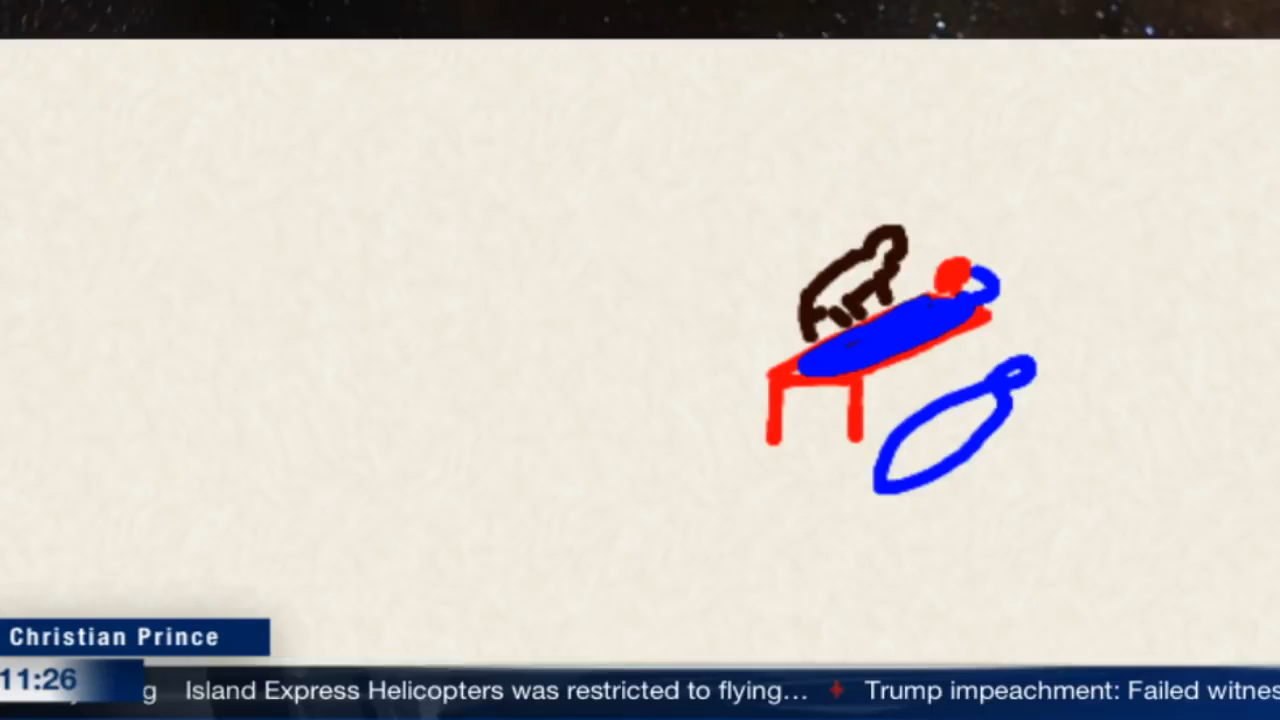 Christian Prince
11:26
g Island Express Helicopters was restricted to flying... ♦ Trump impeachment: Failed witnes